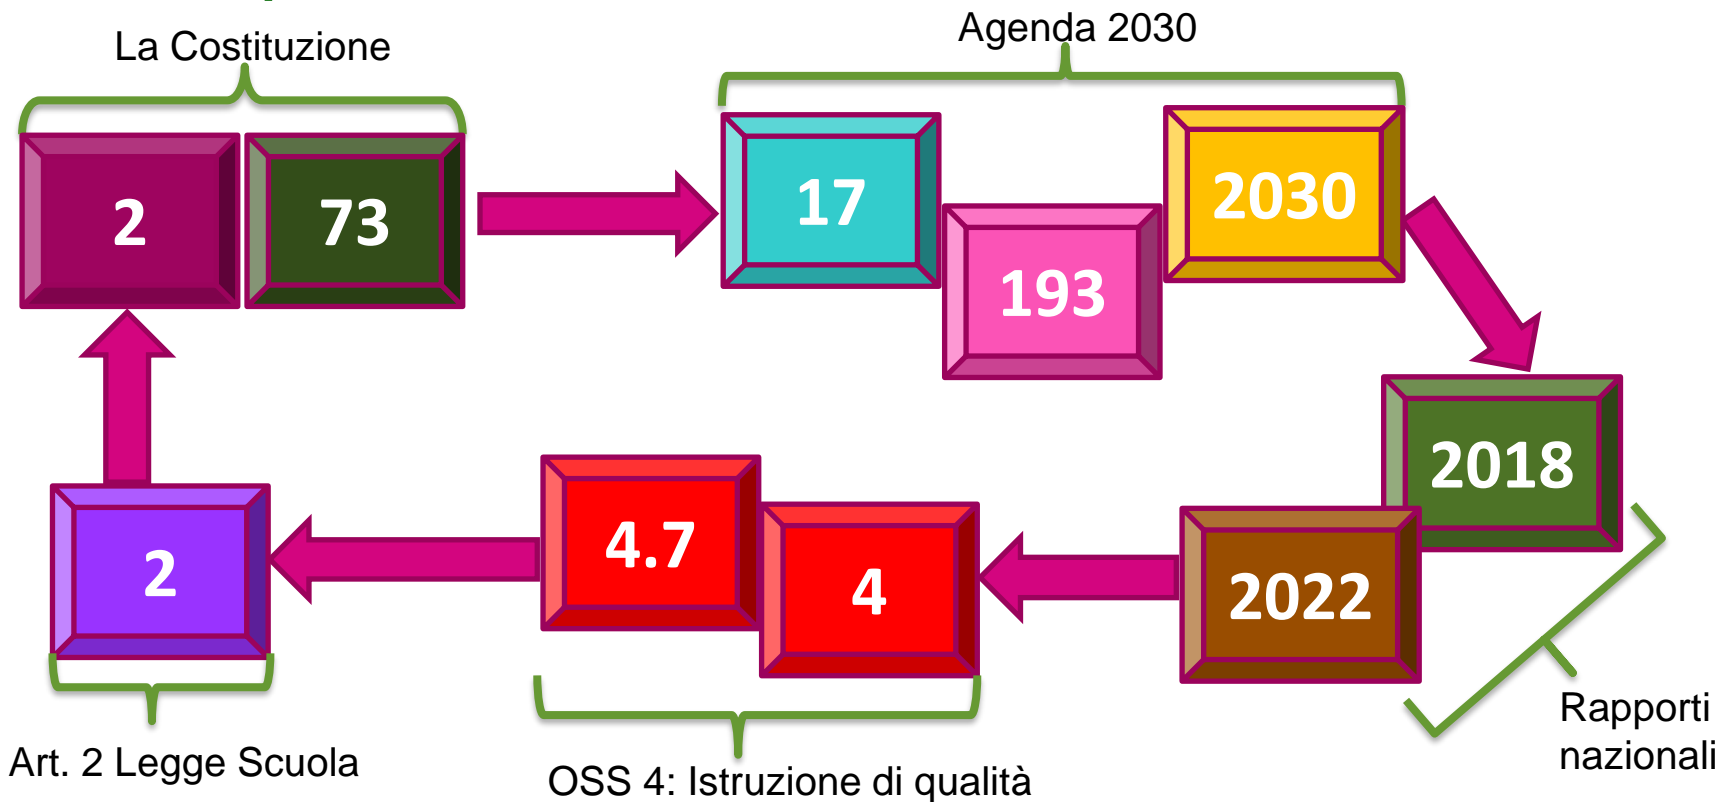 La Costituzione
Agenda 2030
2
73
17
193
2030
2018
2022
4
4.7
2
Rapporti
nazionali
OSS 4: Istruzione di qualità
Art. 2 Legge Scuola